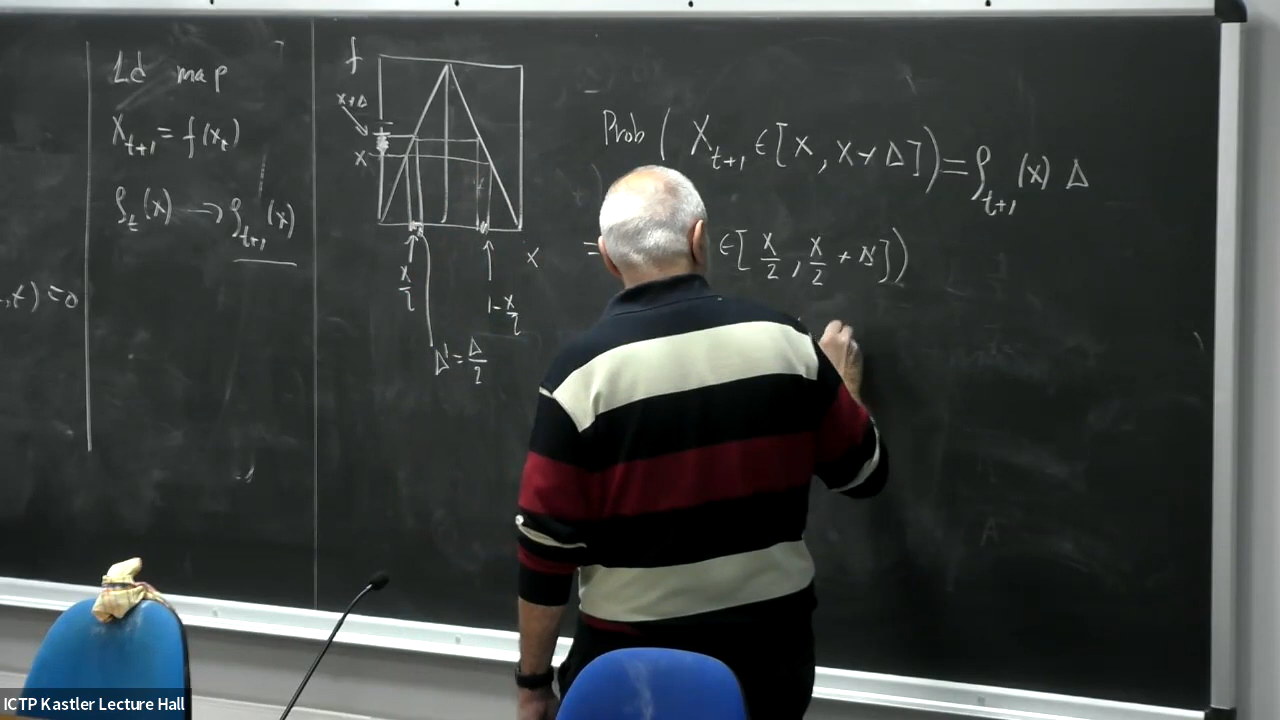 1d map
X_{t+1} = f(x_t)
ρ_t(x) → ρ_{t+1}(x)
, t) = 0
f
x+Δ
x
x
x/2
1-x/2
Δ' = Δ/2
Prob ( X_{t+1} ∈ [x, x+Δ] ) = ρ_{t+1}(x) Δ
= ∈ [ x/2, x/2 + Δ' ] )
ICTP Kastler Lecture Hall